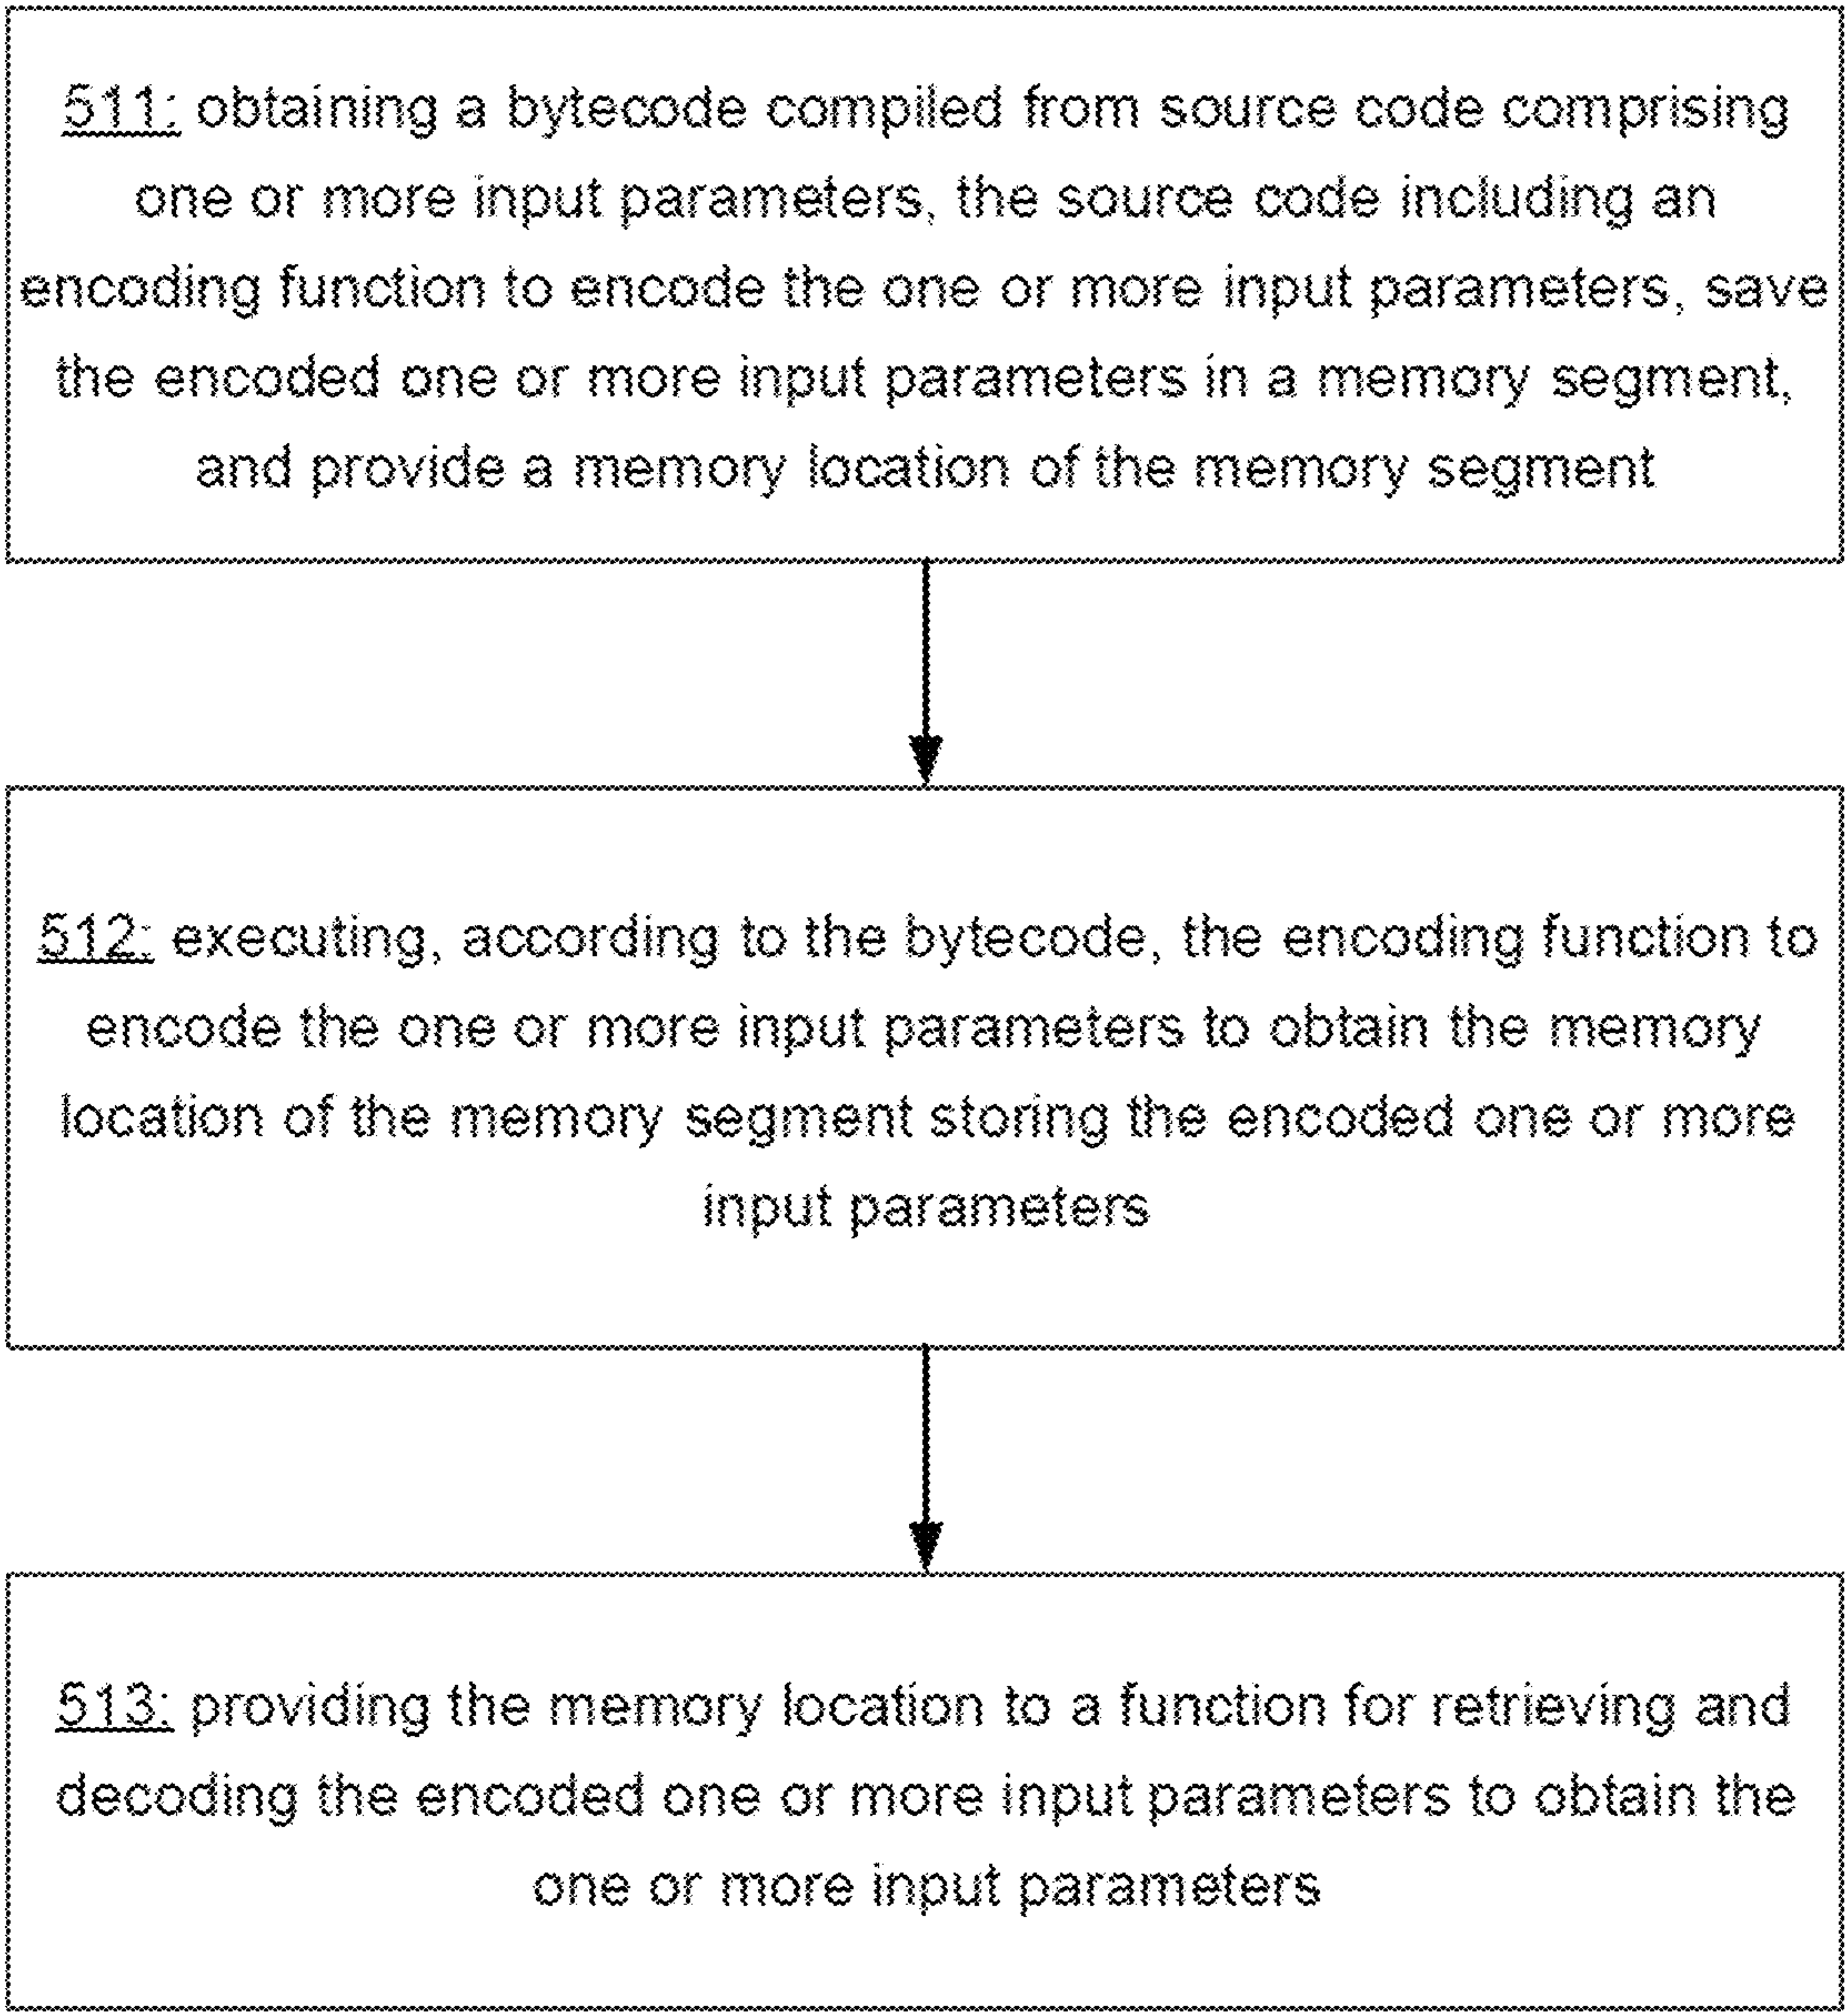 511: obtaining a bytecode compiled from source code comprising
one or more input parameters, the source code including an
encoding function to encode the one or more input parameters, save
the encoded one or more input parameters in a memory segment,
and provide a memory location of the memory segment
512: executing, according to the bytecode, the encoding function to
encode the one or more input parameters to obtain the memory
location of the memory segment storing the encoded one or more
input parameters
513: providing the memory location to a function for retrieving and
decoding the encoded one or more input parameters to obtain the
one or more input parameters